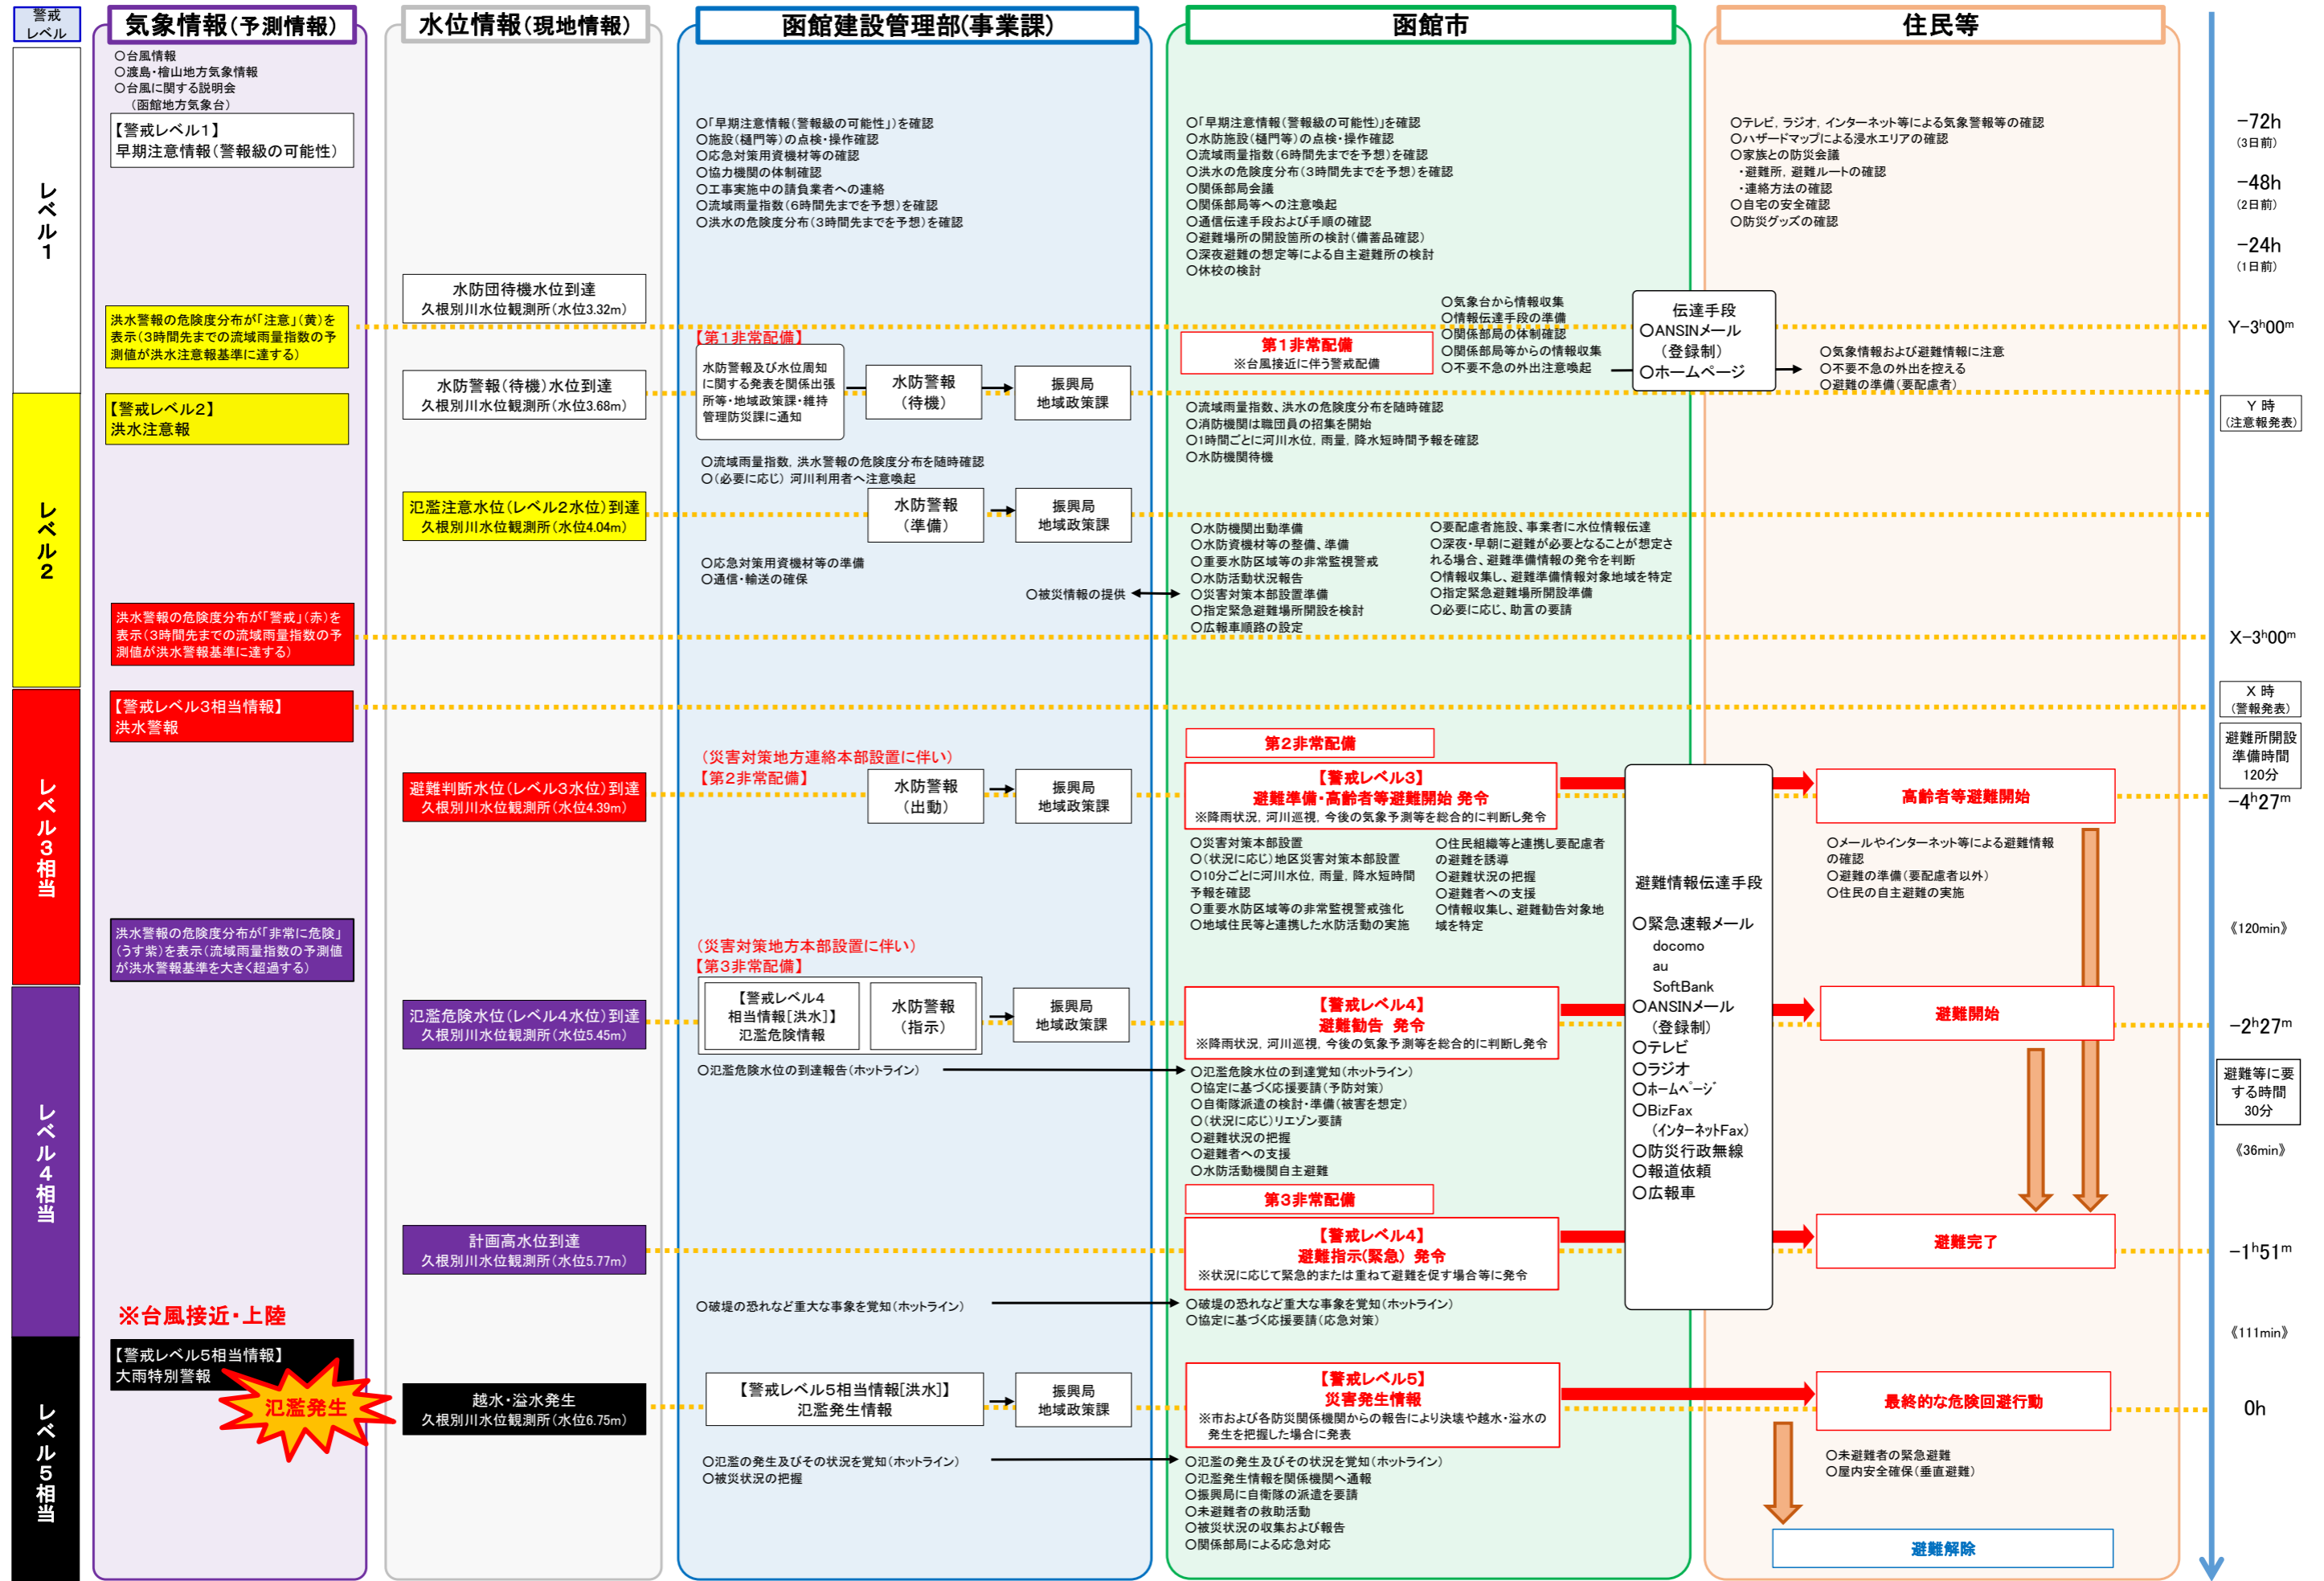 警戒
レベル
気象情報(予測情報)
水位情報(現地情報)
函館建設管理部(事業課)
函館市
住民等
レベル1
レベル2
レベル3相当
レベル4相当
レベル5相当
〇台風情報
〇渡島・檜山地方気象情報
〇台風に関する説明会
(函館地方気象台)
【警戒レベル1】
早期注意情報(警報級の可能性)
洪水警報の危険度分布が「注意」(黄)を
表示(3時間先までの流域雨量指数の予
測値が洪水注意報基準に達する)
【警戒レベル2】
洪水注意報
洪水警報の危険度分布が「警戒」(赤)を
表示(3時間先までの流域雨量指数の予
測値が洪水警報基準に達する)
【警戒レベル3相当情報】
洪水警報
洪水警報の危険度分布が「非常に危険」
(うす紫)を表示(流域雨量指数の予測値
が洪水警報基準を大きく超過する)
※台風接近・上陸
【警戒レベル5相当情報】
大雨特別警報
氾濫発生
水防団待機水位到達
久根別川水位観測所(水位3.32m)
水防警報(待機)水位到達
久根別川水位観測所(水位3.68m)
氾濫注意水位(レベル2水位)到達
久根別川水位観測所(水位4.04m)
避難判断水位(レベル3水位)到達
久根別川水位観測所(水位4.39m)
氾濫危険水位(レベル4水位)到達
久根別川水位観測所(水位5.45m)
計画高水位到達
久根別川水位観測所(水位5.77m)
越水・溢水発生
久根別川水位観測所(水位6.75m)
〇「早期注意情報(警報級の可能性」)を確認
〇施設(樋門等)の点検・操作確認
〇応急対策用資機材等の確認
〇協力機関の体制確認
〇工事実施中の請負業者への連絡
〇流域雨量指数(6時間先までを予想)を確認
〇洪水の危険度分布(3時間先までを予想)を確認
【第1非常配備】
水防警報及び水位周知
に関する発表を関係出張
所等・地域政策課・維持
管理防災課に通知
水防警報
(待機)
振興局
地域政策課
〇流域雨量指数, 洪水警報の危険度分布を随時確認
〇(必要に応じ) 河川利用者へ注意喚起
水防警報
(準備)
振興局
地域政策課
〇応急対策用資機材等の準備
〇通信・輸送の確保
〇被災情報の提供
(災害対策地方連絡本部設置に伴い)
【第2非常配備】
水防警報
(出動)
振興局
地域政策課
(災害対策地方本部設置に伴い)
【第3非常配備】
【警戒レベル4
相当情報[洪水]】
氾濫危険情報
水防警報
(指示)
振興局
地域政策課
〇氾濫危険水位の到達報告(ホットライン)
〇破堤の恐れなど重大な事象を覚知(ホットライン)
【警戒レベル5相当情報[洪水]】
氾濫発生情報
振興局
地域政策課
〇氾濫の発生及びその状況を覚知(ホットライン)
〇被災状況の把握
〇「早期注意情報(警報級の可能性)」を確認
〇水防施設(樋門等)の点検・操作確認
〇流域雨量指数(6時間先までを予想)を確認
〇洪水の危険度分布(3時間先までを予想)を確認
〇関係部局会議
〇関係部局等への注意喚起
〇通信伝達手段および手順の確認
〇避難場所の開設箇所の検討(備蓄品確認)
〇深夜避難の想定等による自主避難所の検討
〇休校の検討
第1非常配備
※台風接近に伴う警戒配備
〇気象台から情報収集
〇情報伝達手段の準備
〇関係部局の体制確認
〇関係部局等からの情報収集
〇不要不急の外出注意喚起
伝達手段
〇ANSINメール
(登録制)
〇ホームページ
〇流域雨量指数、洪水の危険度分布を随時確認
〇消防機関は職団員の招集を開始
〇1時間ごとに河川水位, 雨量, 降水短時間予報を確認
〇水防機関待機
〇水防機関出動準備
〇水防資機材等の整備、準備
〇重要水防区域等の非常監視警戒
〇水防活動状況報告
〇災害対策本部設置準備
〇指定緊急避難場所開設を検討
〇広報車順路の設定
〇要配慮者施設、事業者に水位情報伝達
〇深夜・早朝に避難が必要となることが想定さ
れる場合、避難準備情報の発令を判断
〇情報収集し、避難準備情報対象地域を特定
〇指定緊急避難場所開設準備
〇必要に応じ、助言の要請
第2非常配備
【警戒レベル3】
避難準備・高齢者等避難開始 発令
※降雨状況, 河川巡視, 今後の気象予測等を総合的に判断し発令
〇災害対策本部設置
〇(状況に応じ)地区災害対策本部設置
〇10分ごとに河川水位, 雨量, 降水短時間
予報を確認
〇重要水防区域等の非常監視警戒強化
〇地域住民等と連携した水防活動の実施
〇住民組織等と連携し要配慮者
の避難を誘導
〇避難状況の把握
〇避難者への支援
〇情報収集し、避難勧告対象地
域を特定
【警戒レベル4】
避難勧告 発令
※降雨状況, 河川巡視, 今後の気象予測等を総合的に判断し発令
〇氾濫危険水位の到達覚知(ホットライン)
〇協定に基づく応援要請(予防対策)
〇自衛隊派遣の検討・準備(被害を想定)
〇(状況に応じ)リエゾン要請
〇避難状況の把握
〇避難者への支援
〇水防活動機関自主避難
第3非常配備
【警戒レベル4】
避難指示(緊急) 発令
※状況に応じて緊急的または重ねて避難を促す場合等に発令
〇破堤の恐れなど重大な事象を覚知(ホットライン)
〇協定に基づく応援要請(応急対策)
【警戒レベル5】
災害発生情報
※市および各防災関係機関からの報告により決壊や越水・溢水の
発生を把握した場合に発表
〇氾濫の発生及びその状況を覚知(ホットライン)
〇氾濫発生情報を関係機関へ通報
〇振興局に自衛隊の派遣を要請
〇未避難者の救助活動
〇被災状況の収集および報告
〇関係部局による応急対応
避難情報伝達手段
〇緊急速報メール
docomo
au
SoftBank
〇ANSINメール
(登録制)
〇テレビ
〇ラジオ
〇ホームページ
〇BizFax
(インターネットFax)
〇防災行政無線
〇報道依頼
〇広報車
〇テレビ, ラジオ, インターネット等による気象警報等の確認
〇ハザードマップによる浸水エリアの確認
〇家族との防災会議
・避難所, 避難ルートの確認
・連絡方法の確認
〇自宅の安全確認
〇防災グッズの確認
〇気象情報および避難情報に注意
〇不要不急の外出を控える
〇避難の準備(要配慮者)
高齢者等避難開始
〇メールやインターネット等による避難情報
の確認
〇避難の準備(要配慮者以外)
〇住民の自主避難の実施
避難開始
避難完了
最終的な危険回避行動
〇未避難者の緊急避難
〇屋内安全確保(垂直避難)
避難解除
-72h
(3日前)
-48h
(2日前)
-24h
(1日前)
Y-3h00m
Y 時
(注意報発表)
X-3h00m
X 時
(警報発表)
避難所開設
準備時間
120分
-4h27m
《120min》
-2h27m
避難等に要
する時間
30分
《36min》
-1h51m
《111min》
0h